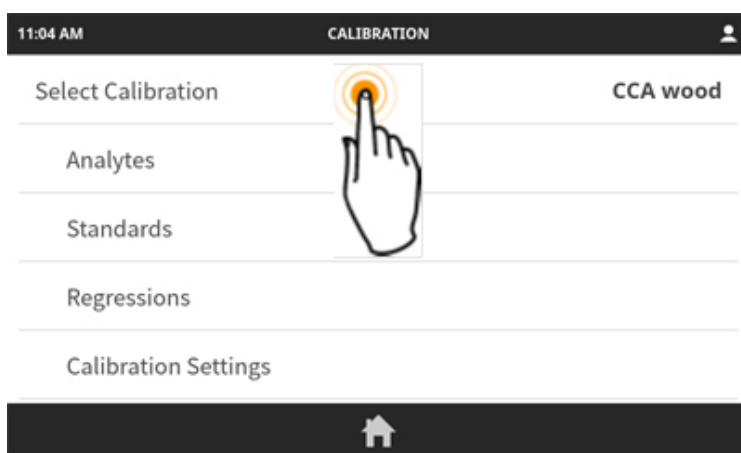 11:04 AM CALIBRATION
Select Calibration CCA wood
Analytes
Standards
Regressions
Calibration Settings